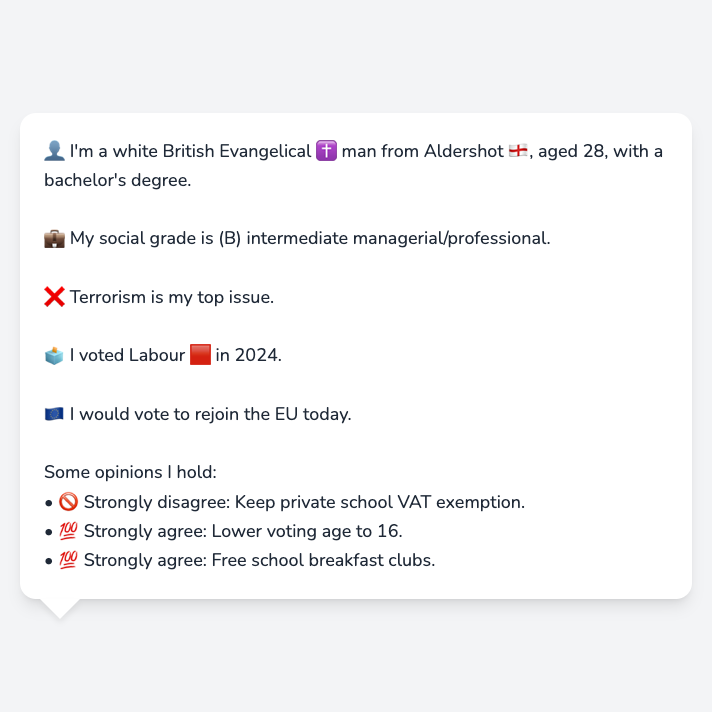 👤 I'm a white British Evangelical ✝️ man from Aldershot 🏴󠁧󠁢󠁥󠁮󠁧󠁿, aged 28, with a
bachelor's degree.
💼 My social grade is (B) intermediate managerial/professional.
❌ Terrorism is my top issue.
🗳️ I voted Labour 🟥 in 2024.
🇪🇺 I would vote to rejoin the EU today.
Some opinions I hold:
• 🚫 Strongly disagree: Keep private school VAT exemption.
• 💯 Strongly agree: Lower voting age to 16.
• 💯 Strongly agree: Free school breakfast clubs.